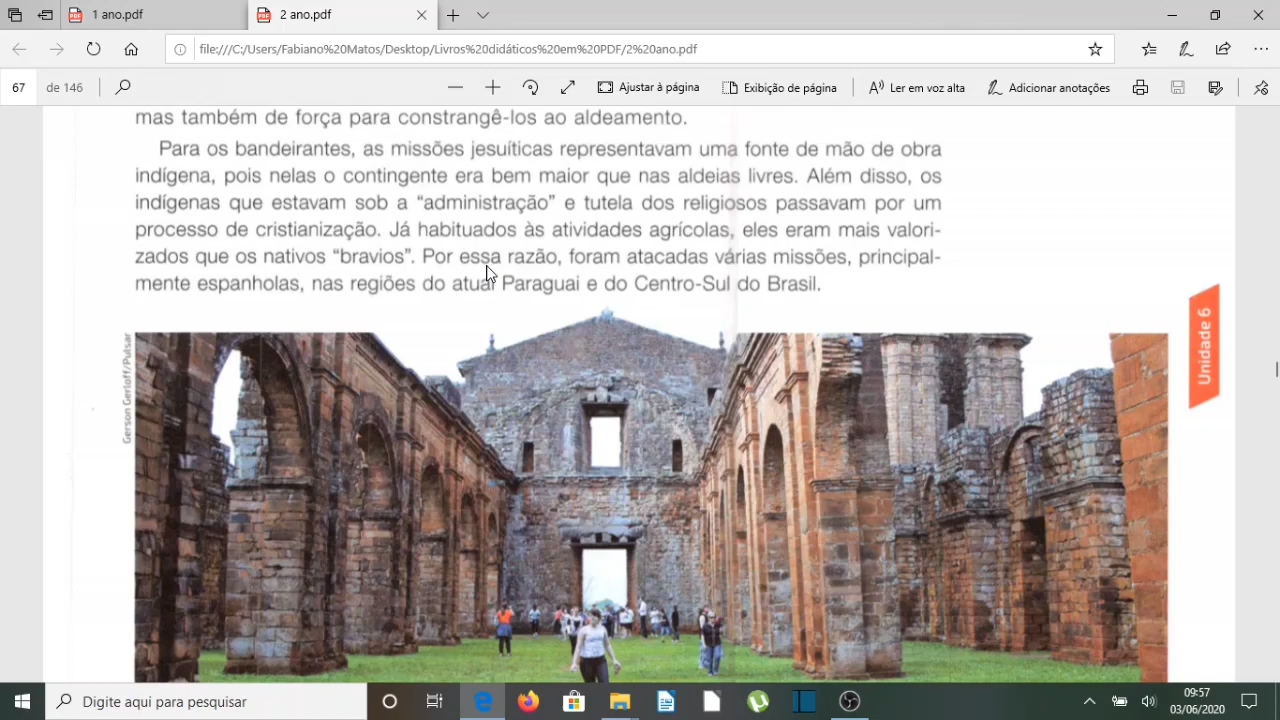 1 ano.pdf
2 ano.pdf
file:///C:/Users/Fabiano%20Matos/Desktop/Livros%20didáticos%20em%20PDF/2%20ano.pdf
67 de 146
Ajustar à página
Exibição de página
Ler em voz alta
Adicionar anotações
mas também de força para constrangê-los ao aldeamento.
Para os bandeirantes, as missões jesuíticas representavam uma fonte de mão de obra
indígena, pois nelas o contingente era bem maior que nas aldeias livres. Além disso, os
indígenas que estavam sob a “administração” e tutela dos religiosos passavam por um
processo de cristianização. Já habituados às atividades agrícolas, eles eram mais valori-
zados que os nativos “bravios”. Por essa razão, foram atacadas várias missões, principal-
mente espanholas, nas regiões do atual Paraguai e do Centro-Sul do Brasil.
Gerson Gerloff/Pulsar
Unidade 6
Digite aqui para pesquisar
09:57
03/06/2020